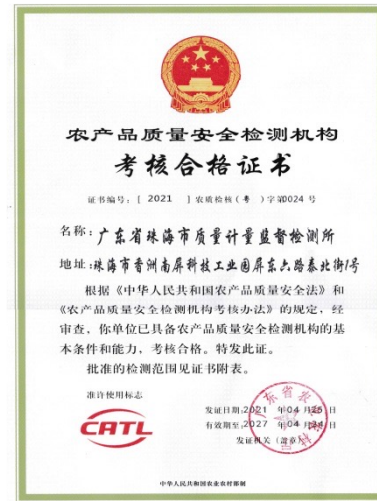 农产品质量安全检测机构
考核合格证书
证书编号：[ 2021 ] 农质检核（粤）字第0024 号
名称：广东省珠海市质量计量监督检测所
地址：珠海市香洲南屏科技工业园屏东六路泰北街1号
根据《中华人民共和国农产品质量安全法》和
《农产品质量安全检测机构考核办法》的规定，经
审查，你单位已具备农产品质量安全检测机构的基
本条件和能力，考核合格。特发此证。
批准的检测范围见证书附表。
准许使用标志
CATL
发证日期：2021 年04 月25 日
有效期至：2027 年04 月24 日
发证机关（盖章）：
中华人民共和国农业农村部制